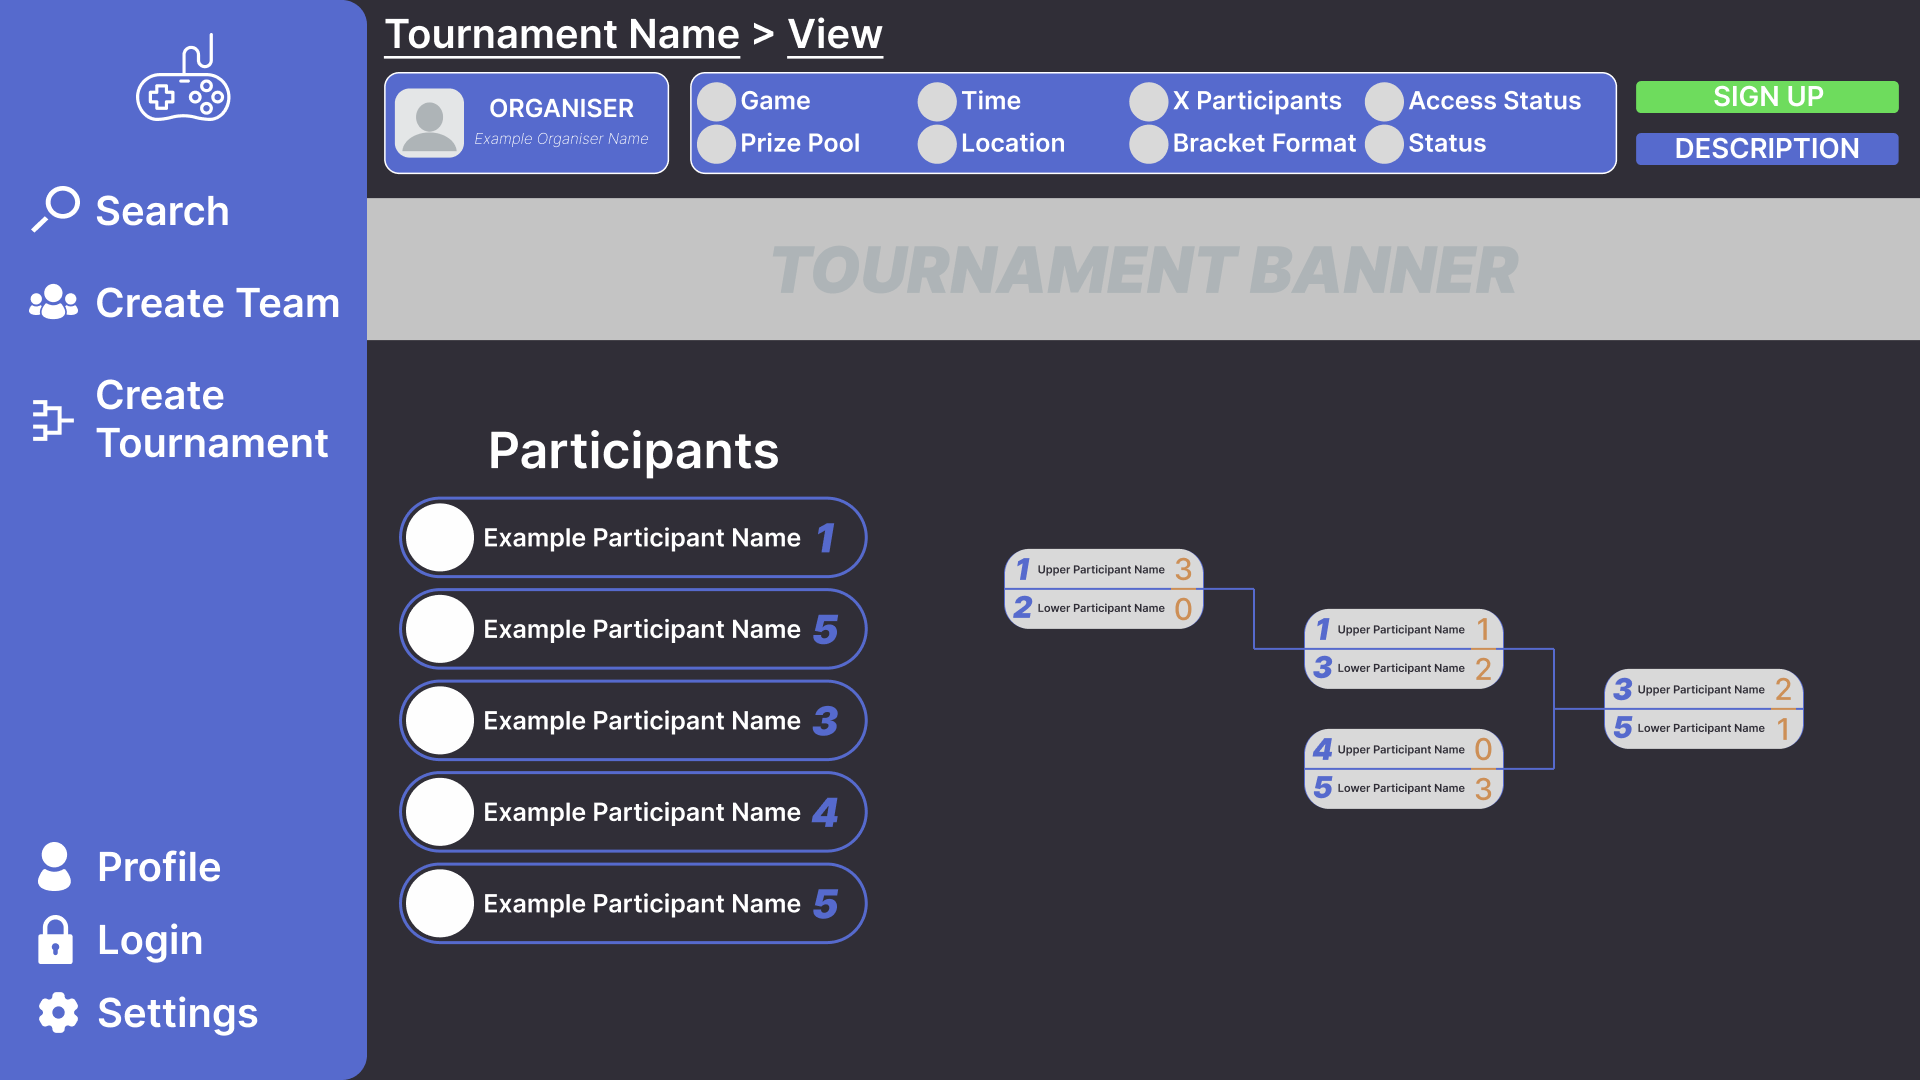 Search
Create Team
Create
Tournament
Profile
Login
Settings
Tournament Name > View
ORGANISER
Example Organiser Name
Game
Time
X Participants
Access Status
Prize Pool
Location
Bracket Format
Status
SIGN UP
DESCRIPTION
TOURNAMENT BANNER
Participants
Example Participant Name 1
Example Participant Name 5
Example Participant Name 3
Example Participant Name 4
Example Participant Name 5
1 Upper Participant Name 3
2 Lower Participant Name 0
1 Upper Participant Name 1
3 Lower Participant Name 2
4 Upper Participant Name 0
5 Lower Participant Name 3
3 Upper Participant Name 2
5 Lower Participant Name 1